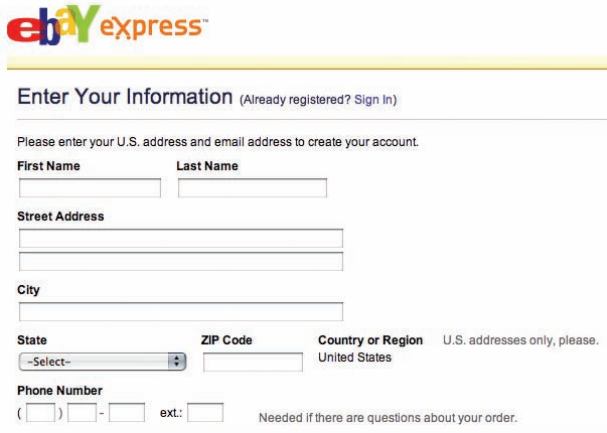 ebay express™
Enter Your Information (Already registered? Sign In)
Please enter your U.S. address and email address to create your account.
First Name Last Name
Street Address
City
State ZIP Code Country or Region U.S. addresses only, please.
–Select– United States
Phone Number
( ) - ext.: Needed if there are questions about your order.